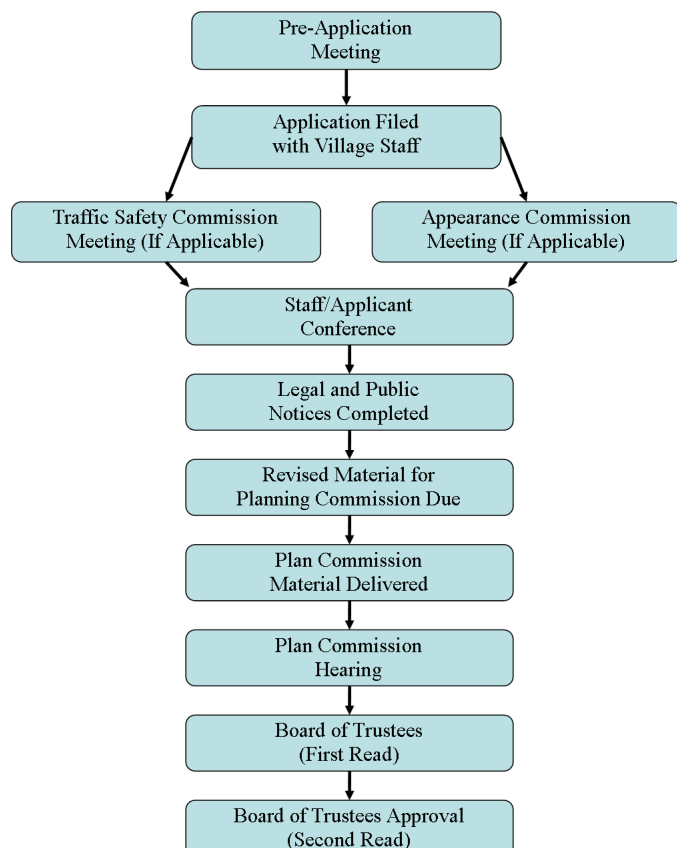 Pre-Application
Meeting
Application Filed
with Village Staff
Traffic Safety Commission
Meeting (If Applicable)
Appearance Commission
Meeting (If Applicable)
Staff/Applicant
Conference
Legal and Public
Notices Completed
Revised Material for
Planning Commission Due
Plan Commission
Material Delivered
Plan Commission
Hearing
Board of Trustees
(First Read)
Board of Trustees Approval
(Second Read)